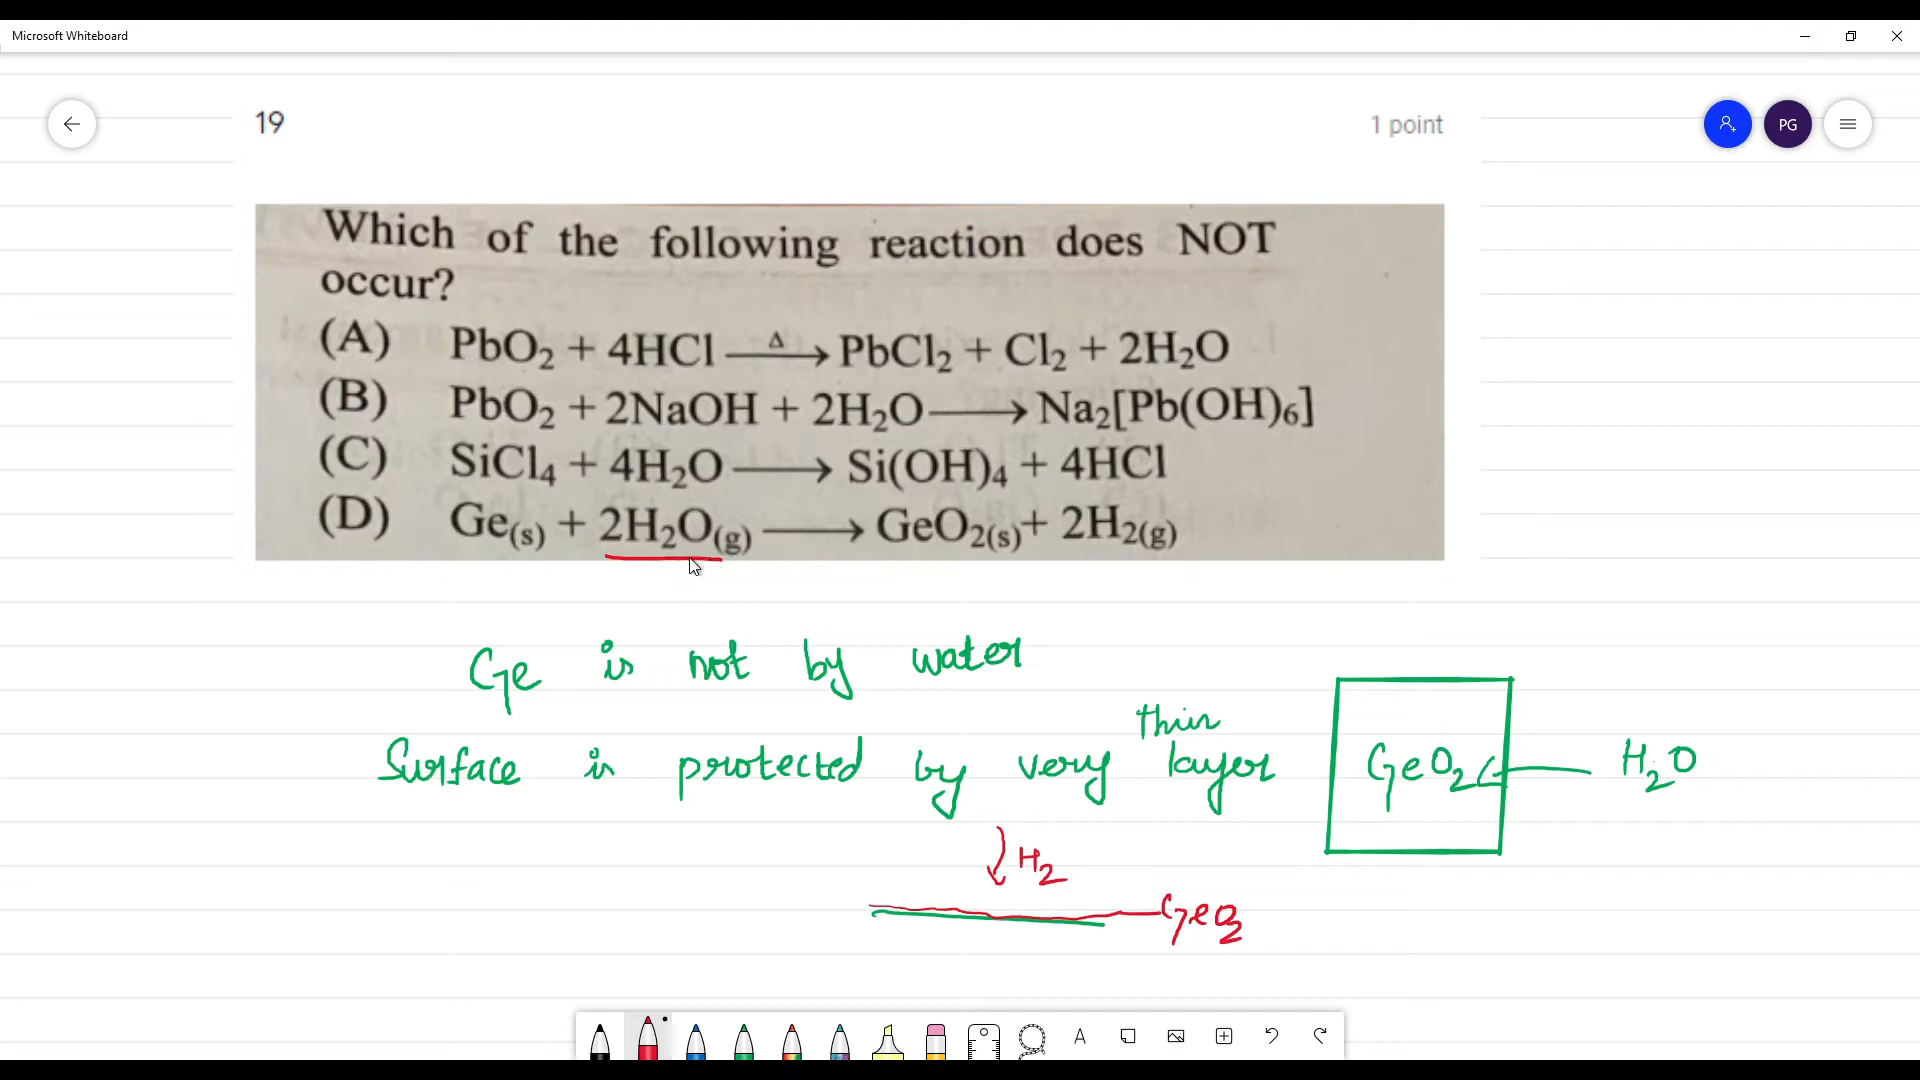 Microsoft Whiteboard
19
1 point
PG
Which of the following reaction does NOT
occur?
(A) PbO₂ + 4HCl —Δ→ PbCl₂ + Cl₂ + 2H₂O
(B) PbO₂ + 2NaOH + 2H₂O ⟶ Na₂[Pb(OH)₆]
(C) SiCl₄ + 4H₂O ⟶ Si(OH)₄ + 4HCl
(D) Ge(s) + 2H₂O(g) ⟶ GeO₂(s) + 2H₂(g)
Ge is not by water
thin
Surface is protected by very layer GeO₂ H₂O
H₂
GeO₂
A